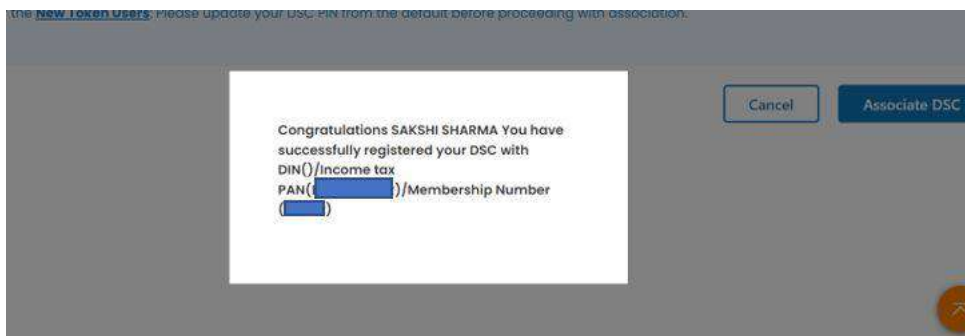 the New Token Users. Please update your DSC PIN from the default before proceeding with association.
Cancel
Associate DSC
Congratulations SAKSHI SHARMA You have
successfully registered your DSC with
DIN()/Income tax
PAN( )/Membership Number
( )